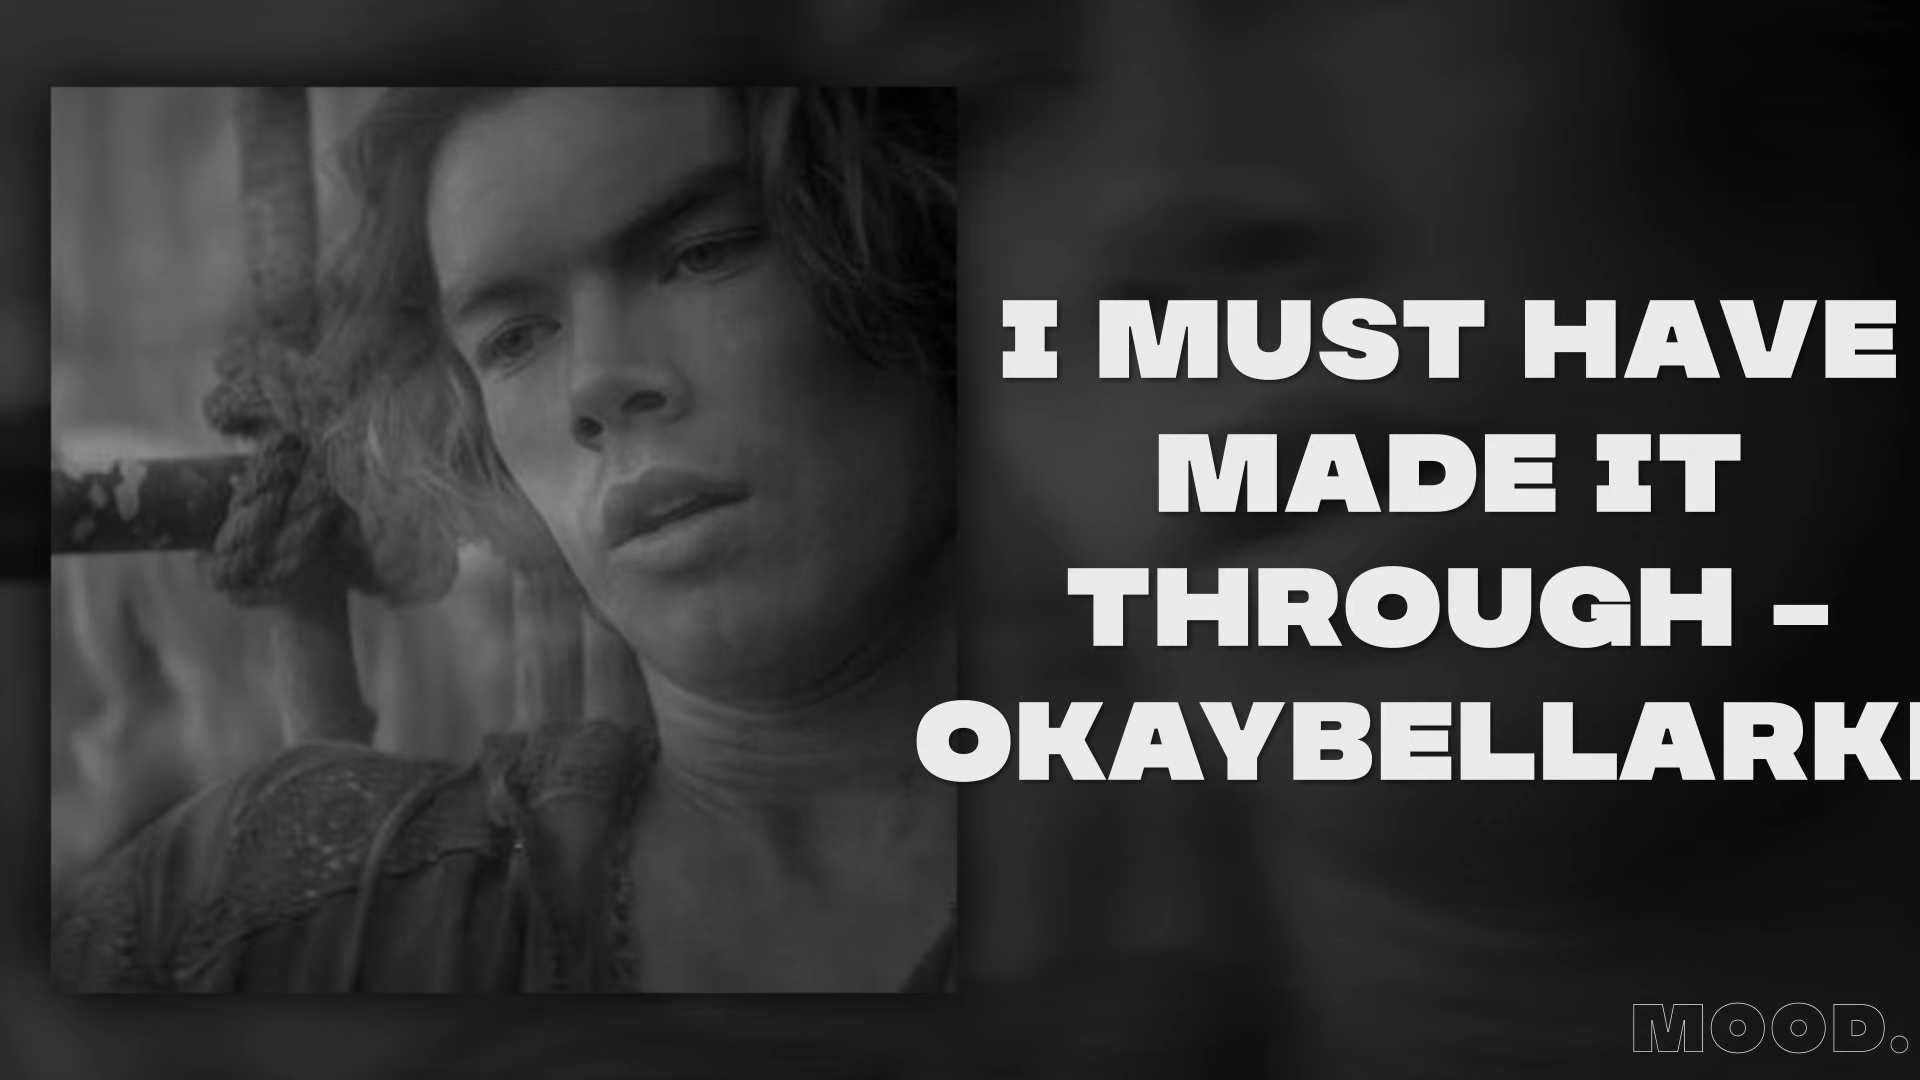 I MUST HAVE
MADE IT
THROUGH -
OKAYBELLARK
MOOD.